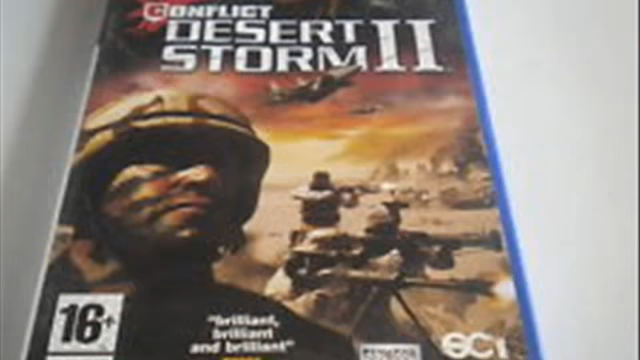 CONFLICT
DESERT
STORM II
16+
"brilliant,
brilliant
and brilliant"
SCi